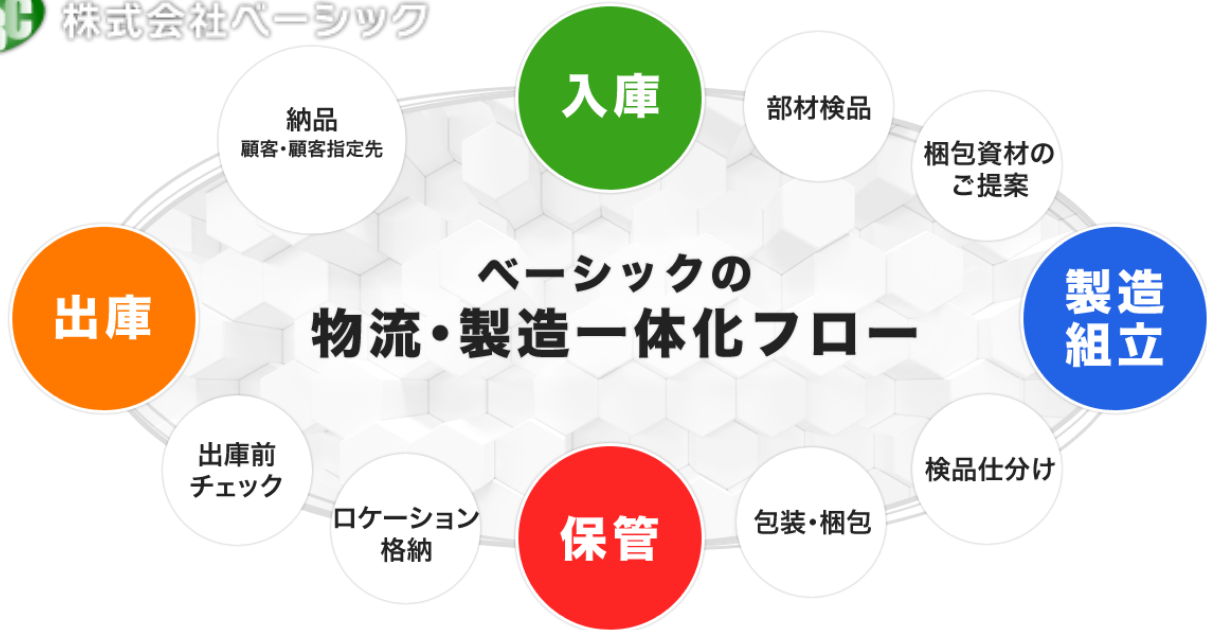 株式会社ベーシック
入庫
部材検品
梱包資材の
ご提案
製造
組立
検品仕分け
包装・梱包
保管
ロケーション
格納
出庫前
チェック
出庫
納品
顧客・顧客指定先
ベーシックの
物流・製造一体化フロー